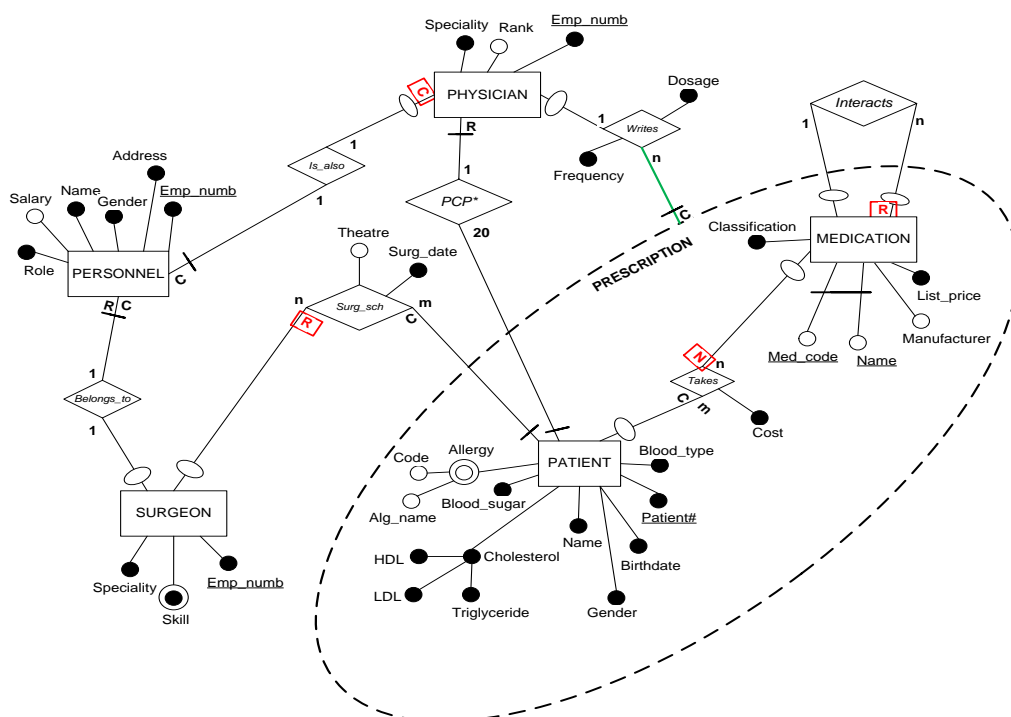 Speciality
Rank
Emp_numb
C
PHYSICIAN
R
Dosage
1
Writes
n
Frequency
C
Interacts
1
n
1
Is_also
1
Address
Name
Emp_numb
Salary
Gender
Role
PERSONNEL
C
R C
1
PCP*
20
Theatre
Surg_date
n
Surg_sch
m
R
C
PRESCRIPTION
R
Classification
MEDICATION
List_price
Manufacturer
Med_code
Name
N
n
Takes
C
m
Cost
1
Belongs_to
1
SURGEON
Speciality
Emp_numb
Skill
Allergy
Code
Alg_name
Blood_sugar
PATIENT
Blood_type
Patient#
Name
Birthdate
Gender
HDL
Cholesterol
LDL
Triglyceride